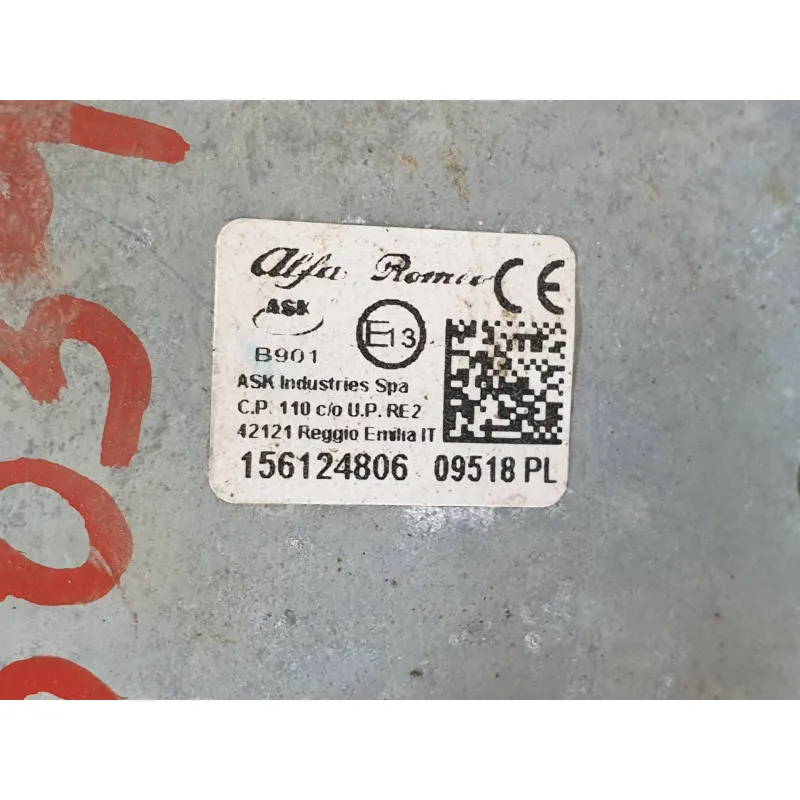 Alfa Romeo CE
ASK
E13
B901
ASK Industries Spa
C.P. 110 c/o U.P. RE2
42121 Reggio Emilia IT
156124806 09518 PL